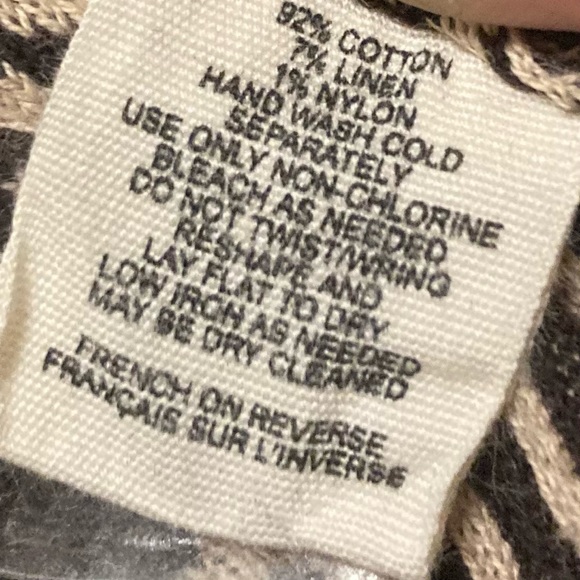 92% COTTON
7% LINEN
1% NYLON
HAND WASH COLD
SEPARATELY
USE ONLY NON-CHLORINE
BLEACH AS NEEDED
DO NOT TWIST/WRING
RESHAPE AND
LAY FLAT TO DRY
LOW IRON AS NEEDED
MAY BE DRY CLEANED
FRENCH ON REVERSE
FRANÇAIS SUR L'INVERSE